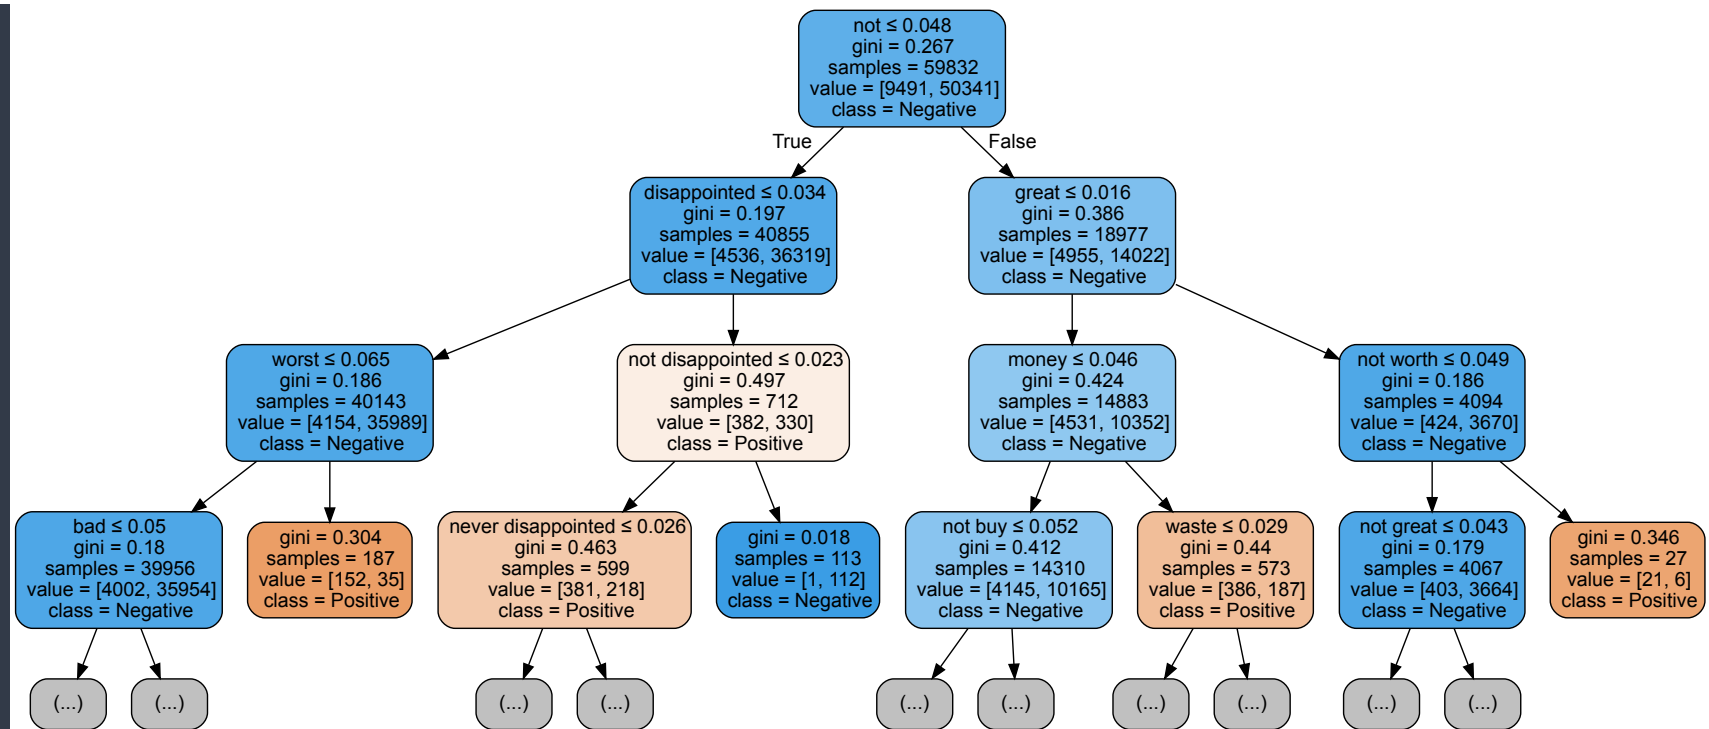 not ≤ 0.048
gini = 0.267
samples = 59832
value = [9491, 50341]
class = Negative
True
False
disappointed ≤ 0.034
gini = 0.197
samples = 40855
value = [4536, 36319]
class = Negative
great ≤ 0.016
gini = 0.386
samples = 18977
value = [4955, 14022]
class = Negative
worst ≤ 0.065
gini = 0.186
samples = 40143
value = [4154, 35989]
class = Negative
not disappointed ≤ 0.023
gini = 0.497
samples = 712
value = [382, 330]
class = Positive
money ≤ 0.046
gini = 0.424
samples = 14883
value = [4531, 10352]
class = Negative
not worth ≤ 0.049
gini = 0.186
samples = 4094
value = [424, 3670]
class = Negative
bad ≤ 0.05
gini = 0.18
samples = 39956
value = [4002, 35954]
class = Negative
gini = 0.304
samples = 187
value = [152, 35]
class = Positive
never disappointed ≤ 0.026
gini = 0.463
samples = 599
value = [381, 218]
class = Positive
gini = 0.018
samples = 113
value = [1, 112]
class = Negative
not buy ≤ 0.052
gini = 0.412
samples = 14310
value = [4145, 10165]
class = Negative
waste ≤ 0.029
gini = 0.44
samples = 573
value = [386, 187]
class = Positive
not great ≤ 0.043
gini = 0.179
samples = 4067
value = [403, 3664]
class = Negative
gini = 0.346
samples = 27
value = [21, 6]
class = Positive
(...)
(...)
(...)
(...)
(...)
(...)
(...)
(...)
(...)
(...)